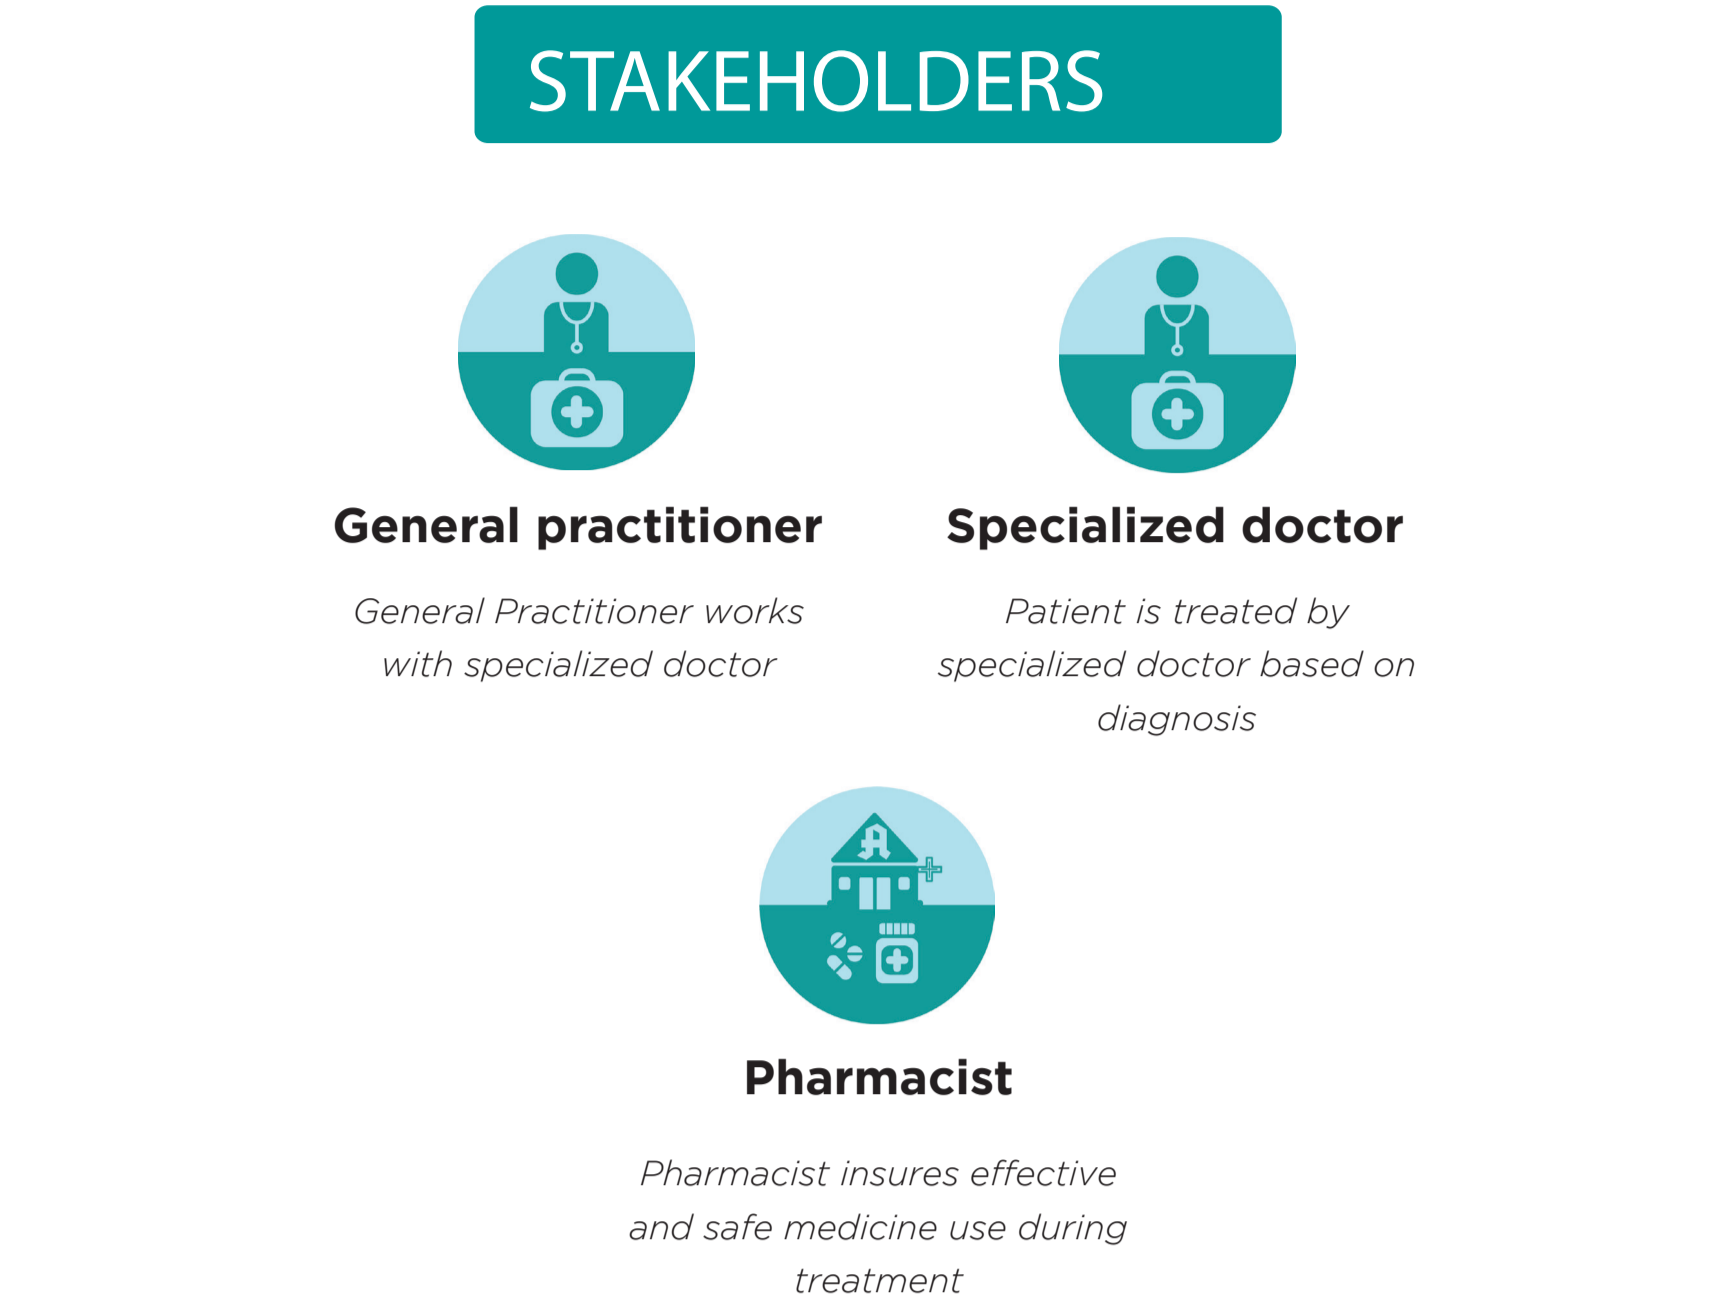 STAKEHOLDERS
General practitioner
General Practitioner works
with specialized doctor
Specialized doctor
Patient is treated by
specialized doctor based on
diagnosis
A
Pharmacist
Pharmacist insures effective
and safe medicine use during
treatment